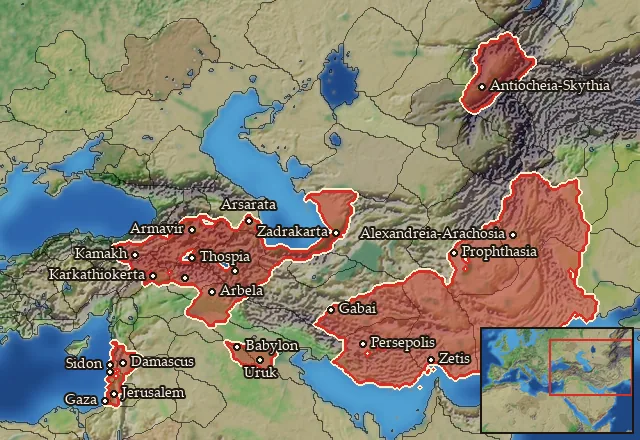 Antiocheia-Skythia
Arsarata
Armavir
Zadrakarta
Alexandreia-Arachosia
Kamakh
Thospia
Prophthasia
Karkathiokerta
Arbela
Gabai
Babylon
Persepolis
Sidon
Damascus
Zetis
Uruk
Jerusalem
Gaza